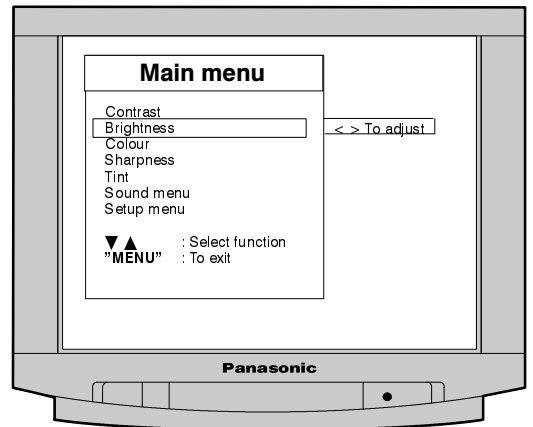 Main menu
Contrast
Brightness
< > To adjust
Colour
Sharpness
Tint
Sound menu
Setup menu
▼ ▲ : Select function
”MENU” : To exit
Panasonic